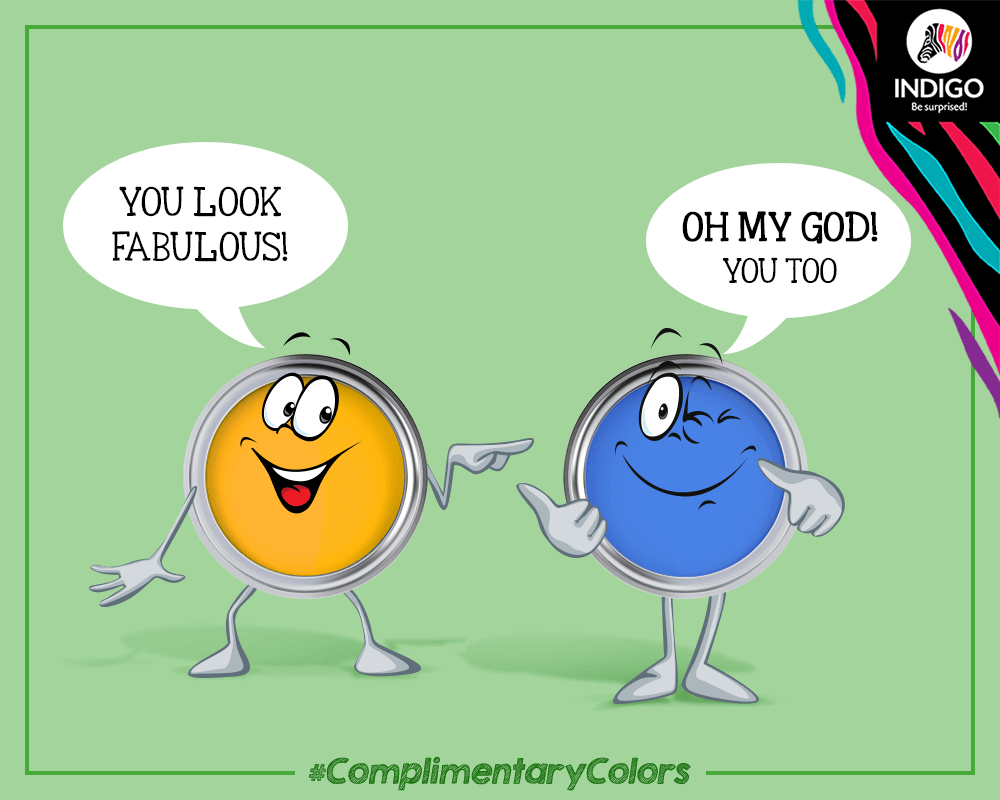 INDIGO
Be surprised!
YOU LOOK
FABULOUS!
OH MY GOD!
YOU TOO
#ComplimentaryColors